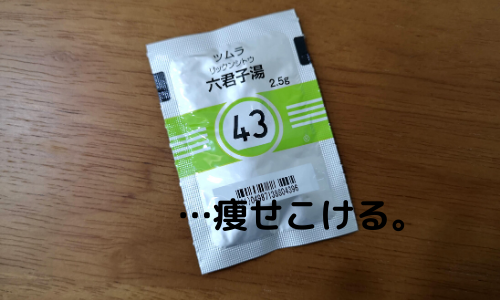 ツムラ
リックンシトウ
六君子湯
2.5g
43
…痩せこける。